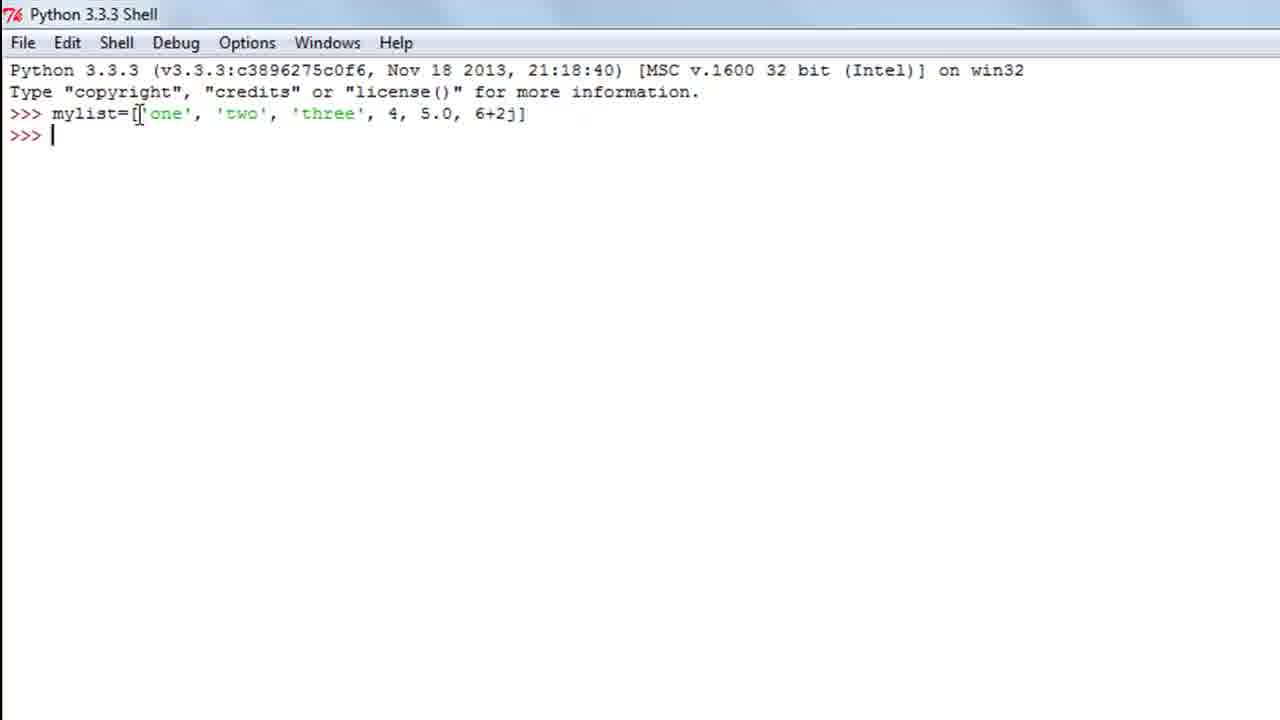 Python 3.3.3 Shell
File Edit Shell Debug Options Windows Help
Python 3.3.3 (v3.3.3:c3896275c0f6, Nov 18 2013, 21:18:40) [MSC v.1600 32 bit (Intel)] on win32
Type "copyright", "credits" or "license()" for more information.
>>> mylist=['one', 'two', 'three', 4, 5.0, 6+2j]
>>>